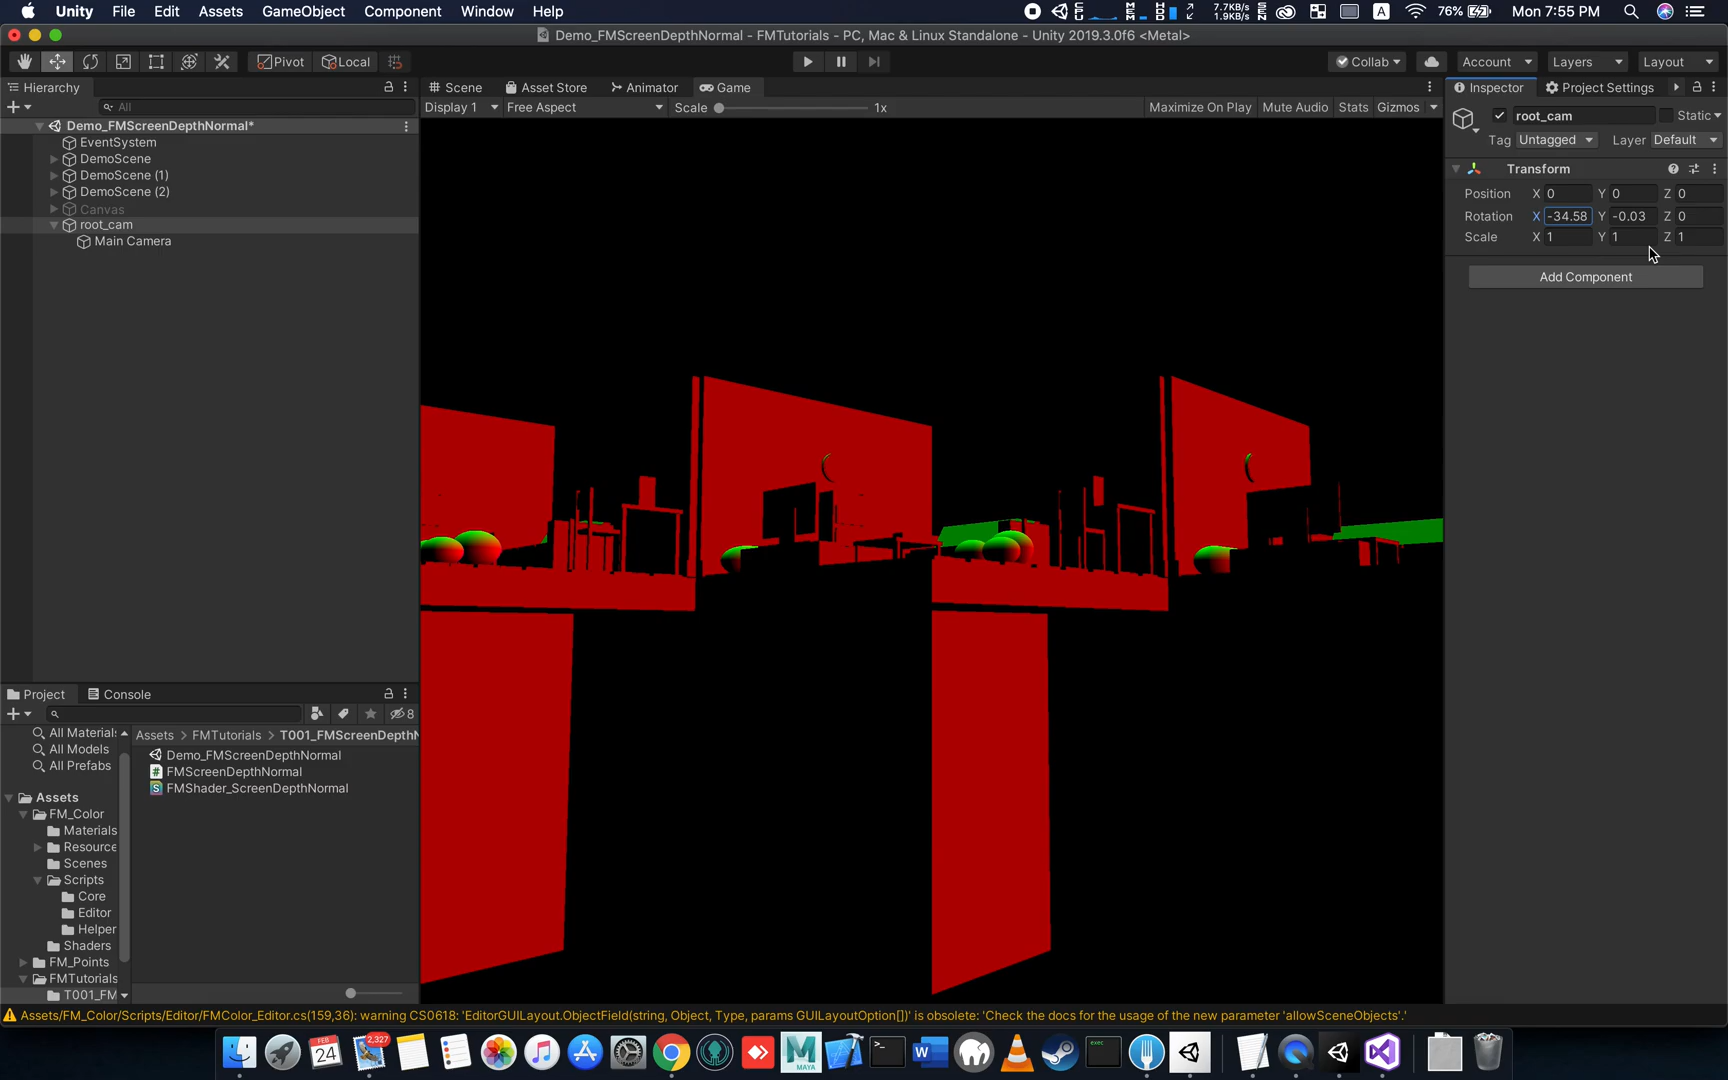 Unity File Edit Assets GameObject Component Window Help
7.7KB/s
1.9KB/s
A 76% Mon 7:55 PM
Demo_FMScreenDepthNormal - FMTutorials - PC, Mac & Linux Standalone - Unity 2019.3.0f6 <Metal>
Pivot Local
Collab Account Layers Layout
Hierarchy
All
Demo_FMScreenDepthNormal*
EventSystem
DemoScene
DemoScene (1)
DemoScene (2)
Canvas
root_cam
Main Camera
Scene Asset Store Animator Game
Display 1 Free Aspect Scale 1x Maximize On Play Mute Audio Stats Gizmos
Inspector Project Settings
root_cam Static
Tag Untagged Layer Default
Transform
Position X 0 Y 0 Z 0
Rotation X -34.58 Y -0.03 Z 0
Scale X 1 Y 1 Z 1
Add Component
Project Console
8
All Materials
All Models
All Prefabs
Assets
FM_Color
Materials
Resource
Scenes
Scripts
Core
Editor
Helper
Shaders
FM_Points
FMTutorials
T001_FM
Assets > FMTutorials > T001_FMScreenDepthN
Demo_FMScreenDepthNormal
FMScreenDepthNormal
FMShader_ScreenDepthNormal
Assets/FM_Color/Scripts/Editor/FMColor_Editor.cs(159,36): warning CS0618: 'EditorGUILayout.ObjectField(string, Object, Type, params GUILayoutOption[])' is obsolete: 'Check the docs for the usage of the new parameter 'allowSceneObjects'.'
FEB
24
2,327
MAYA
exec